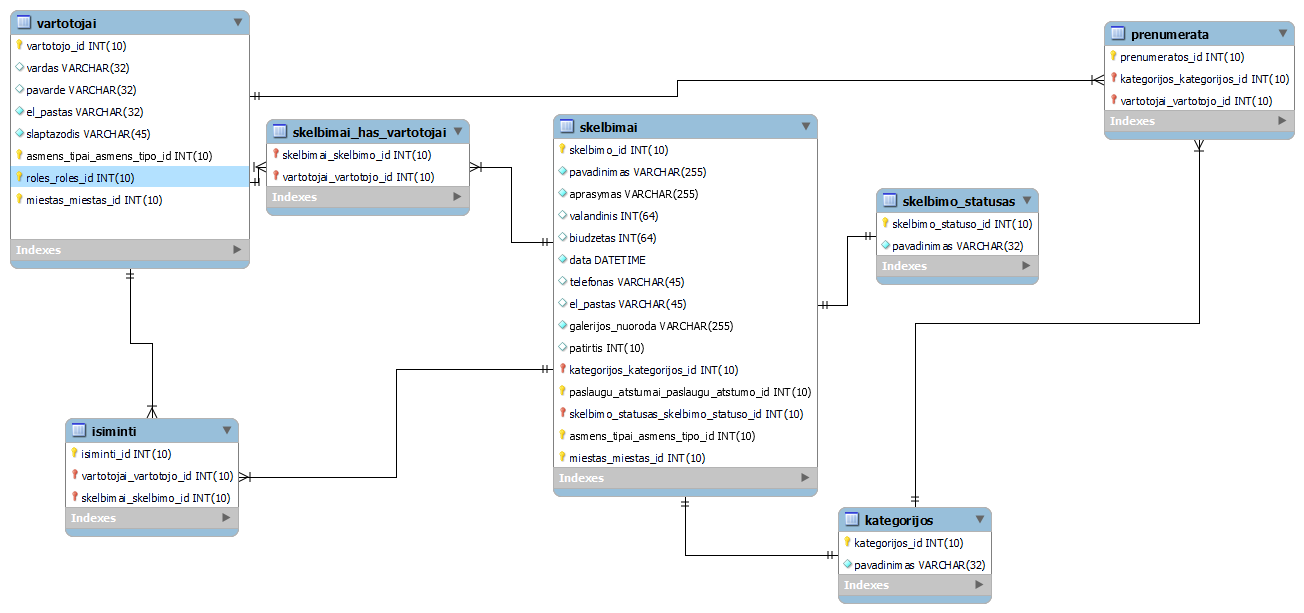 vartotojai
vartotojo_id INT(10)
vardas VARCHAR(32)
pavarde VARCHAR(32)
el_pastas VARCHAR(32)
slaptazodis VARCHAR(45)
asmens_tipai_asmens_tipo_id INT(10)
roles_roles_id INT(10)
miestas_miestas_id INT(10)
Indexes
skelbimai_has_vartotojai
skelbimai_skelbimo_id INT(10)
vartotojai_vartotojo_id INT(10)
Indexes
skelbimai
skelbimo_id INT(10)
pavadinimas VARCHAR(255)
aprasymas VARCHAR(255)
valandinis INT(64)
biudzetas INT(64)
data DATETIME
telefonas VARCHAR(45)
el_pastas VARCHAR(45)
galerijos_nuoroda VARCHAR(255)
patirtis INT(10)
kategorijos_kategorijos_id INT(10)
paslaugu_atstumai_paslaugu_atstumo_id INT(10)
skelbimo_statusas_skelbimo_statuso_id INT(10)
asmens_tipai_asmens_tipo_id INT(10)
miestas_miestas_id INT(10)
Indexes
prenumerata
prenumeratos_id INT(10)
kategorijos_kategorijos_id INT(10)
vartotojai_vartotojo_id INT(10)
Indexes
skelbimo_statusas
skelbimo_statuso_id INT(10)
pavadinimas VARCHAR(32)
Indexes
isiminti
isiminti_id INT(10)
vartotojai_vartotojo_id INT(10)
skelbimai_skelbimo_id INT(10)
Indexes
kategorijos
kategorijos_id INT(10)
pavadinimas VARCHAR(32)
Indexes